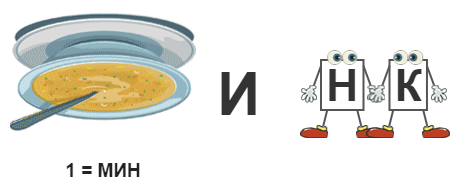 И Н К
1 = МИН